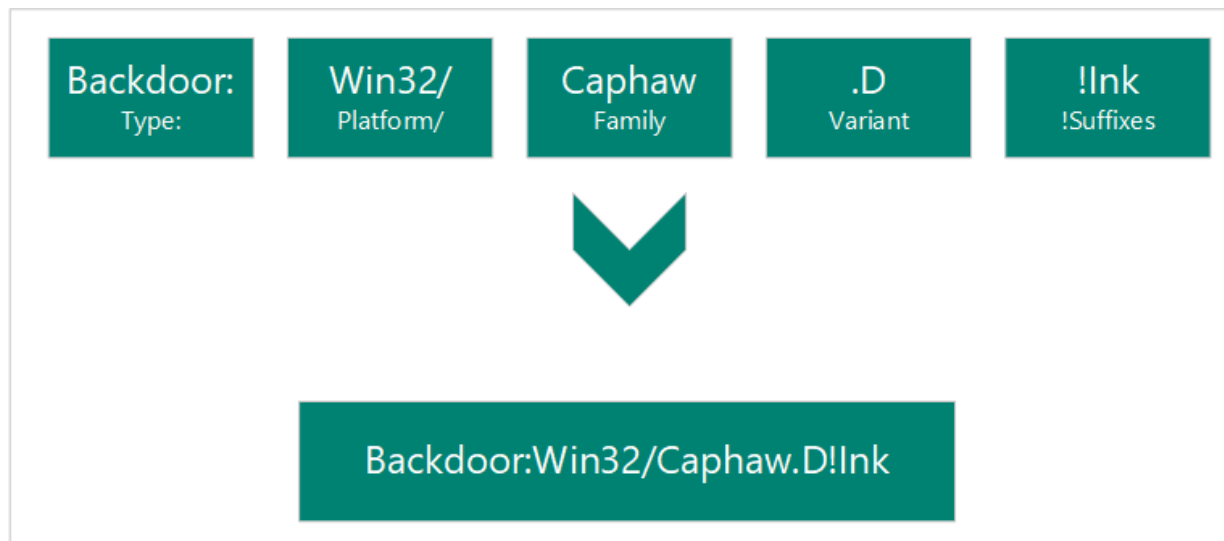 Backdoor:
Type:
Win32/
Platform/
Caphaw
Family
.D
Variant
!lnk
!Suffixes
Backdoor:Win32/Caphaw.D!lnk